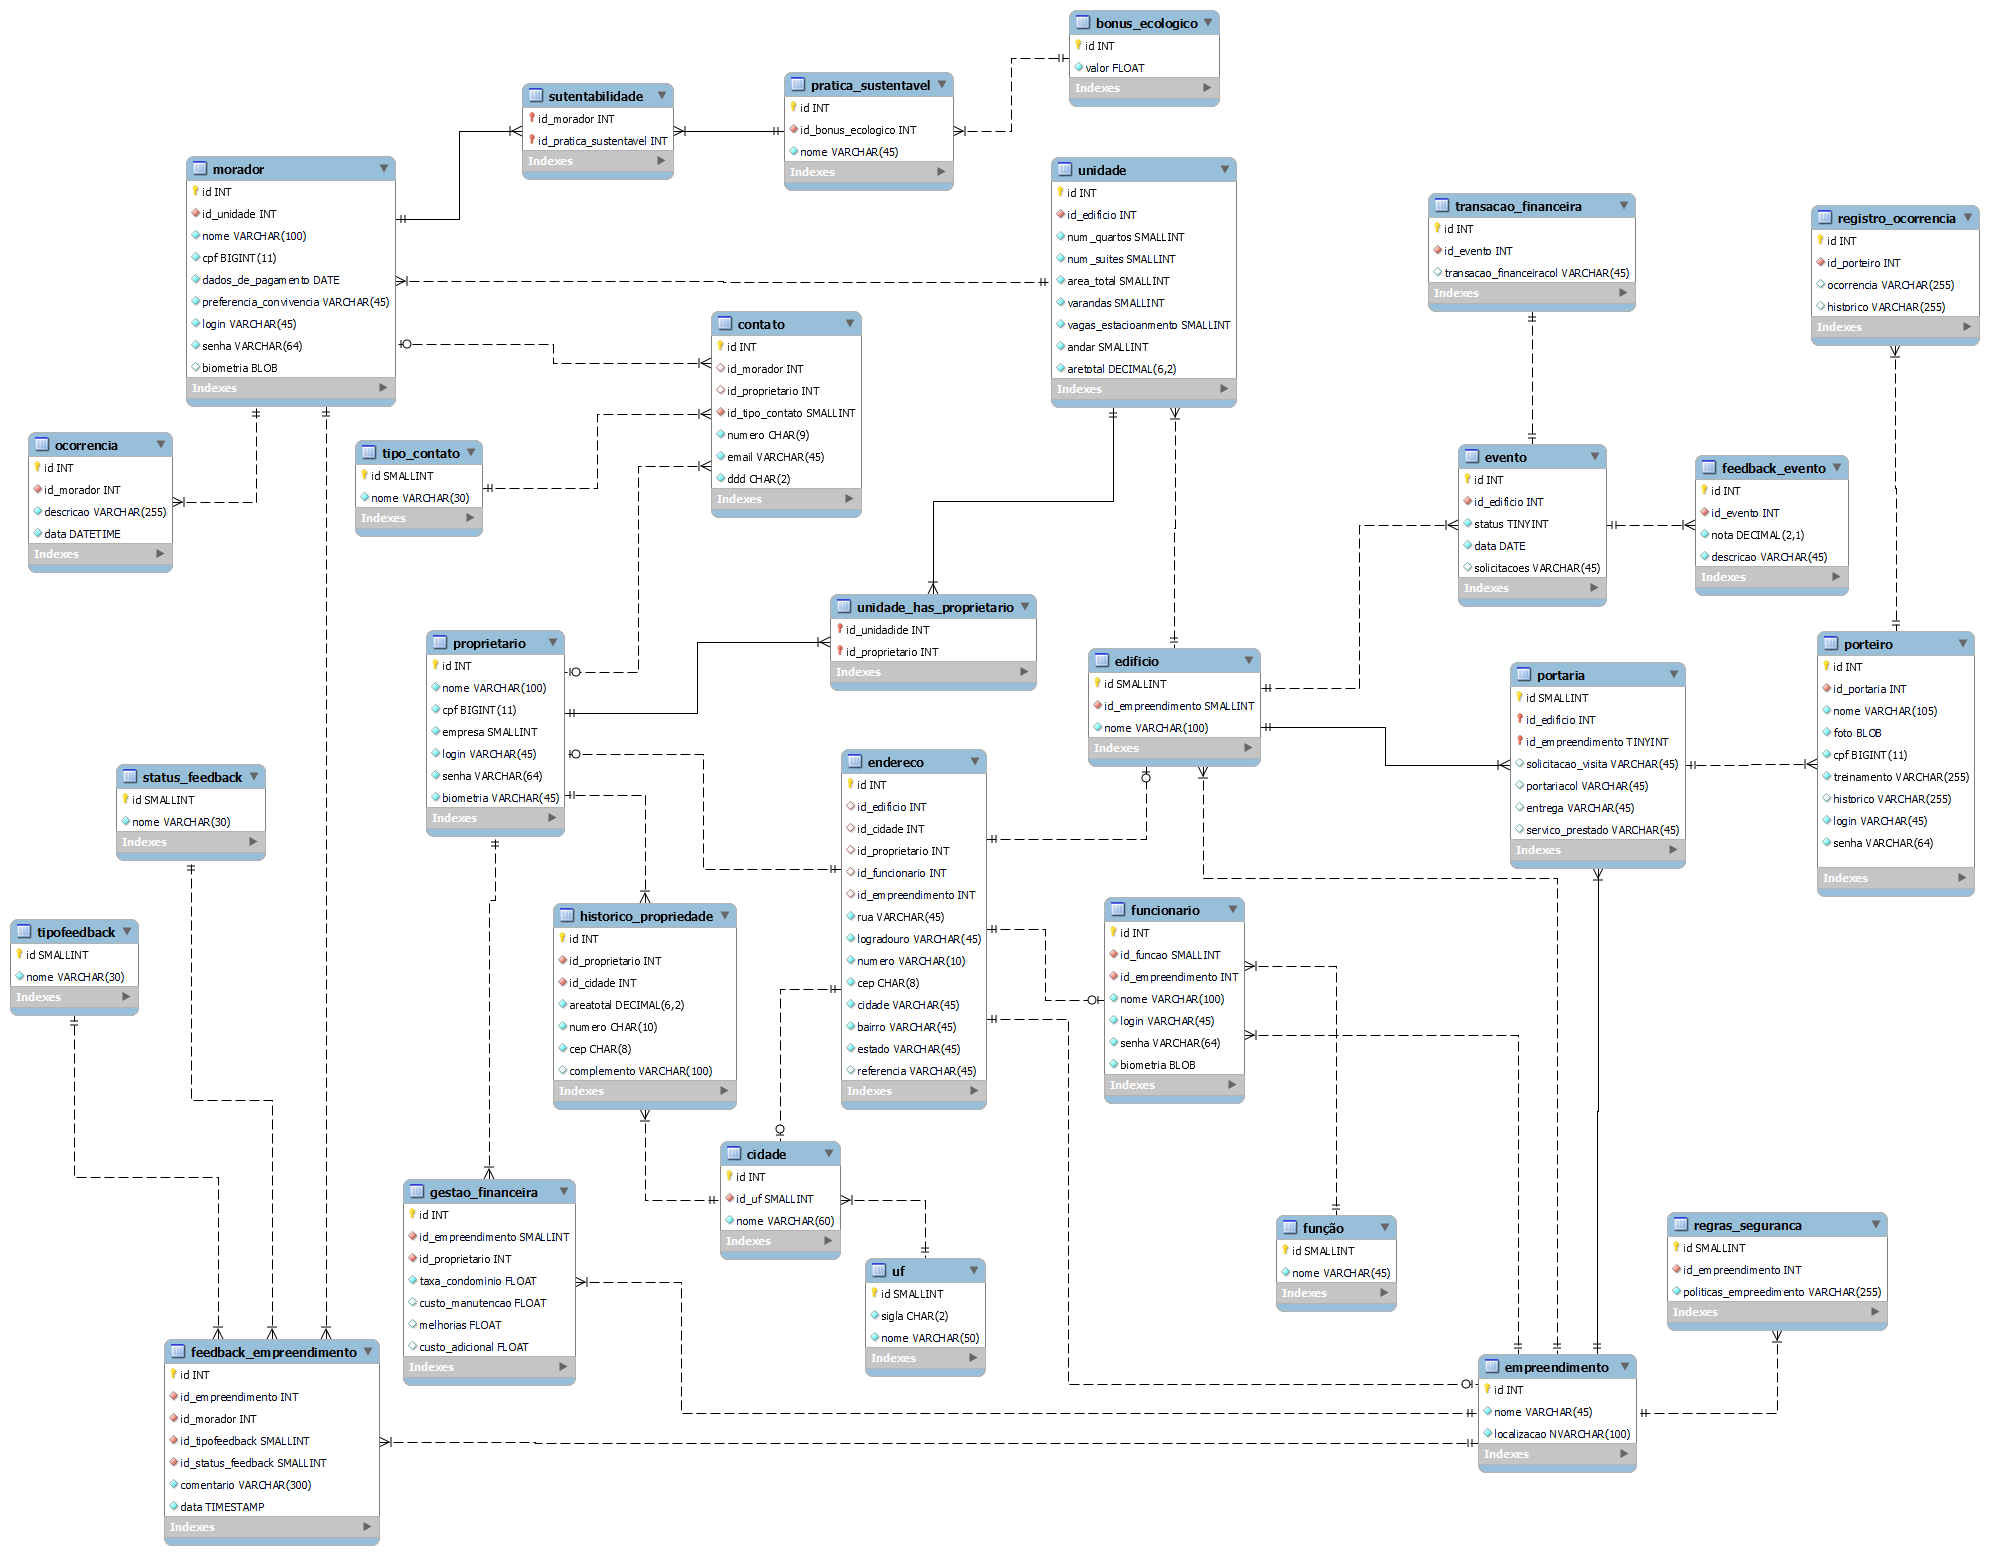 bonus_ecologico
id INT
valor FLOAT
Indexes
sutentabilidade
id_morador INT
id_pratica_sustentavel INT
Indexes
pratica_sustentavel
id INT
id_bonus_ecologico INT
nome VARCHAR(45)
Indexes
morador
id INT
id_unidade INT
nome VARCHAR(100)
cpf BIGINT(11)
dados_de_pagamento DATE
preferencia_convivencia VARCHAR(45)
login VARCHAR(45)
senha VARCHAR(64)
biometria BLOB
Indexes
unidade
id INT
id_edificio INT
num_quartos SMALLINT
num_suites SMALLINT
area_total SMALLINT
varandas SMALLINT
vagas_estacioanmento SMALLINT
andar SMALLINT
aretotal DECIMAL(6,2)
Indexes
transacao_financeira
id INT
id_evento INT
transacao_financeiracol VARCHAR(45)
Indexes
registro_ocorrencia
id INT
id_porteiro INT
ocorrencia VARCHAR(255)
historico VARCHAR(255)
Indexes
contato
id INT
id_morador INT
id_proprietario INT
id_tipo_contato SMALLINT
numero CHAR(9)
email VARCHAR(45)
ddd CHAR(2)
Indexes
ocorrencia
id INT
id_morador INT
descricao VARCHAR(255)
data DATETIME
Indexes
tipo_contato
id SMALLINT
nome VARCHAR(30)
Indexes
evento
id INT
id_edificio INT
status TINYINT
data DATE
solicitacoes VARCHAR(45)
Indexes
feedback_evento
id INT
id_evento INT
nota DECIMAL(2,1)
descricao VARCHAR(45)
Indexes
unidade_has_proprietario
id_unidadide INT
id_proprietario INT
Indexes
proprietario
id INT
nome VARCHAR(100)
cpf BIGINT(11)
empresa SMALLINT
login VARCHAR(45)
senha VARCHAR(64)
biometria VARCHAR(45)
Indexes
edificio
id SMALLINT
id_empreendimento SMALLINT
nome VARCHAR(100)
Indexes
portaria
id SMALLINT
id_edificio INT
id_empreendimento TINYINT
solicitacao_visita VARCHAR(45)
portariacol VARCHAR(45)
entrega VARCHAR(45)
servico_prestado VARCHAR(45)
Indexes
porteiro
id INT
id_portaria INT
nome VARCHAR(105)
foto BLOB
cpf BIGINT(11)
treinamento VARCHAR(255)
historico VARCHAR(255)
login VARCHAR(45)
senha VARCHAR(64)
Indexes
status_feedback
id SMALLINT
nome VARCHAR(30)
Indexes
endereco
id INT
id_edificio INT
id_cidade INT
id_proprietario INT
id_funcionario INT
id_empreendimento INT
rua VARCHAR(45)
logradouro VARCHAR(45)
numero VARCHAR(10)
cep CHAR(8)
cidade VARCHAR(45)
bairro VARCHAR(45)
estado VARCHAR(45)
referencia VARCHAR(45)
Indexes
tipofeedback
id SMALLINT
nome VARCHAR(30)
Indexes
historico_propriedade
id INT
id_proprietario INT
id_cidade INT
areatotal DECIMAL(6,2)
numero CHAR(10)
cep CHAR(8)
complemento VARCHAR(100)
Indexes
funcionario
id INT
id_funcao SMALLINT
id_empreendimento INT
nome VARCHAR(100)
login VARCHAR(45)
senha VARCHAR(64)
biometria BLOB
Indexes
cidade
id INT
id_uf SMALLINT
nome VARCHAR(60)
Indexes
gestao_financeira
id INT
id_empreendimento SMALLINT
id_proprietario INT
taxa_condominio FLOAT
custo_manutencao FLOAT
melhorias FLOAT
custo_adicional FLOAT
Indexes
uf
id SMALLINT
sigla CHAR(2)
nome VARCHAR(50)
Indexes
função
id SMALLINT
nome VARCHAR(45)
Indexes
regras_seguranca
id SMALLINT
id_empreendimento INT
politicas_empreedimento VARCHAR(255)
Indexes
feedback_empreendimento
id INT
id_empreendimento INT
id_morador INT
id_tipofeedback SMALLINT
id_status_feedback SMALLINT
comentario VARCHAR(300)
data TIMESTAMP
Indexes
empreendimento
id INT
nome VARCHAR(45)
localizacao NVARCHAR(100)
Indexes